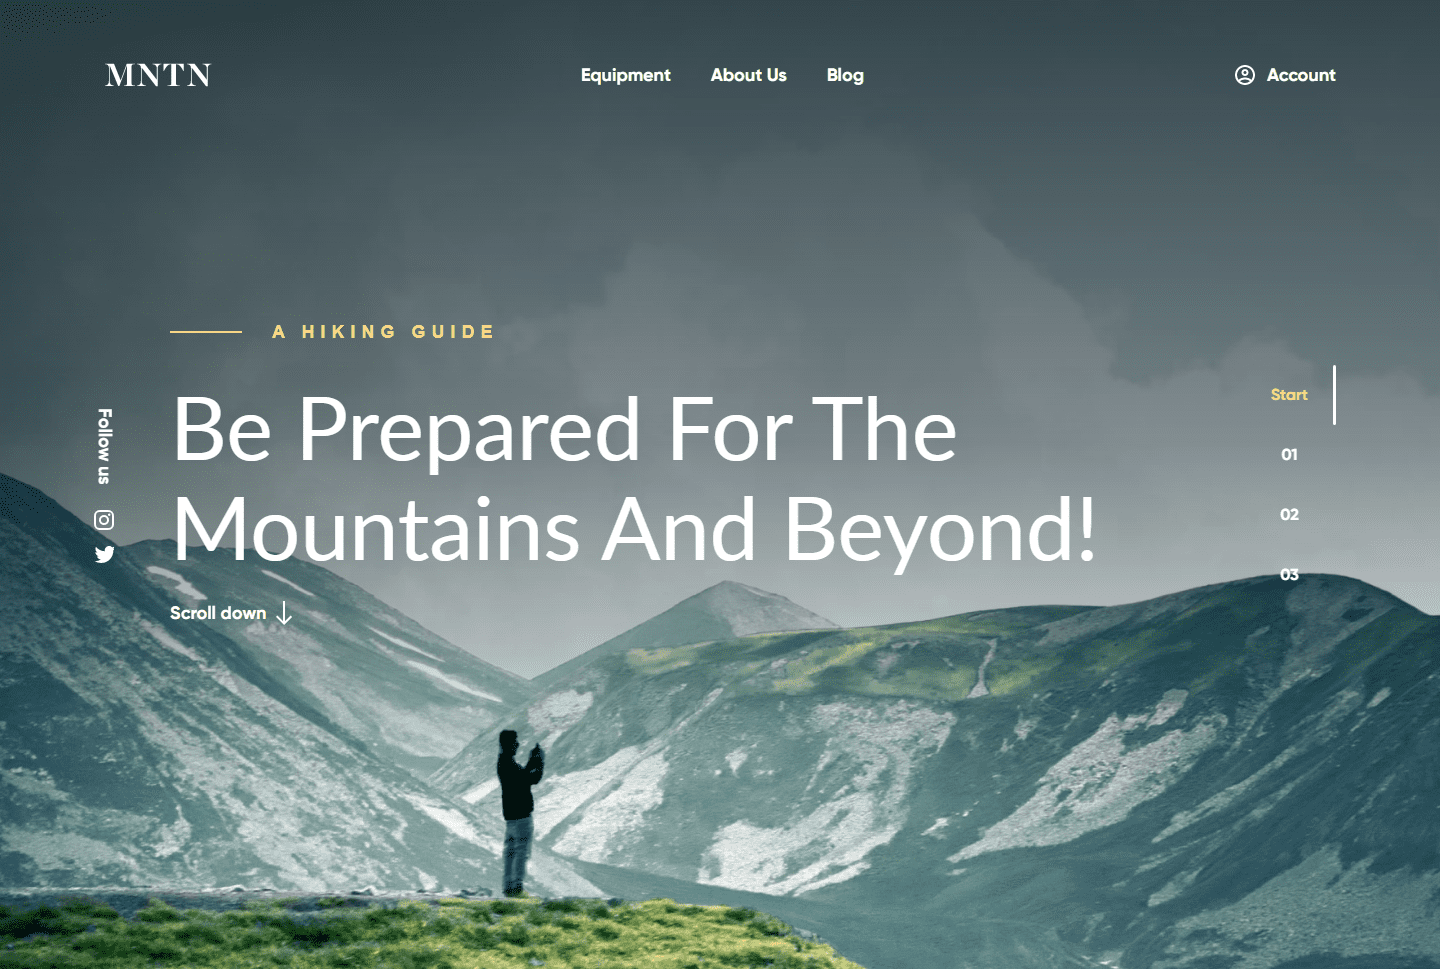 MNTN
Equipment
About Us
Blog
Account
A HIKING GUIDE
Be Prepared For The
Mountains And Beyond!
Scroll down
Follow us
Start
01
02
03